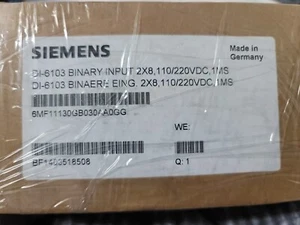 SIEMENS
Made in
Germany
DI-6103 BINARY INPUT 2X8,110/220VDC,1MS
DI-6103 BINAERE EING. 2X8,110/220VDC,1MS
6MF11130GB030AA0GG
WE:
BF1403516508
Q: 1